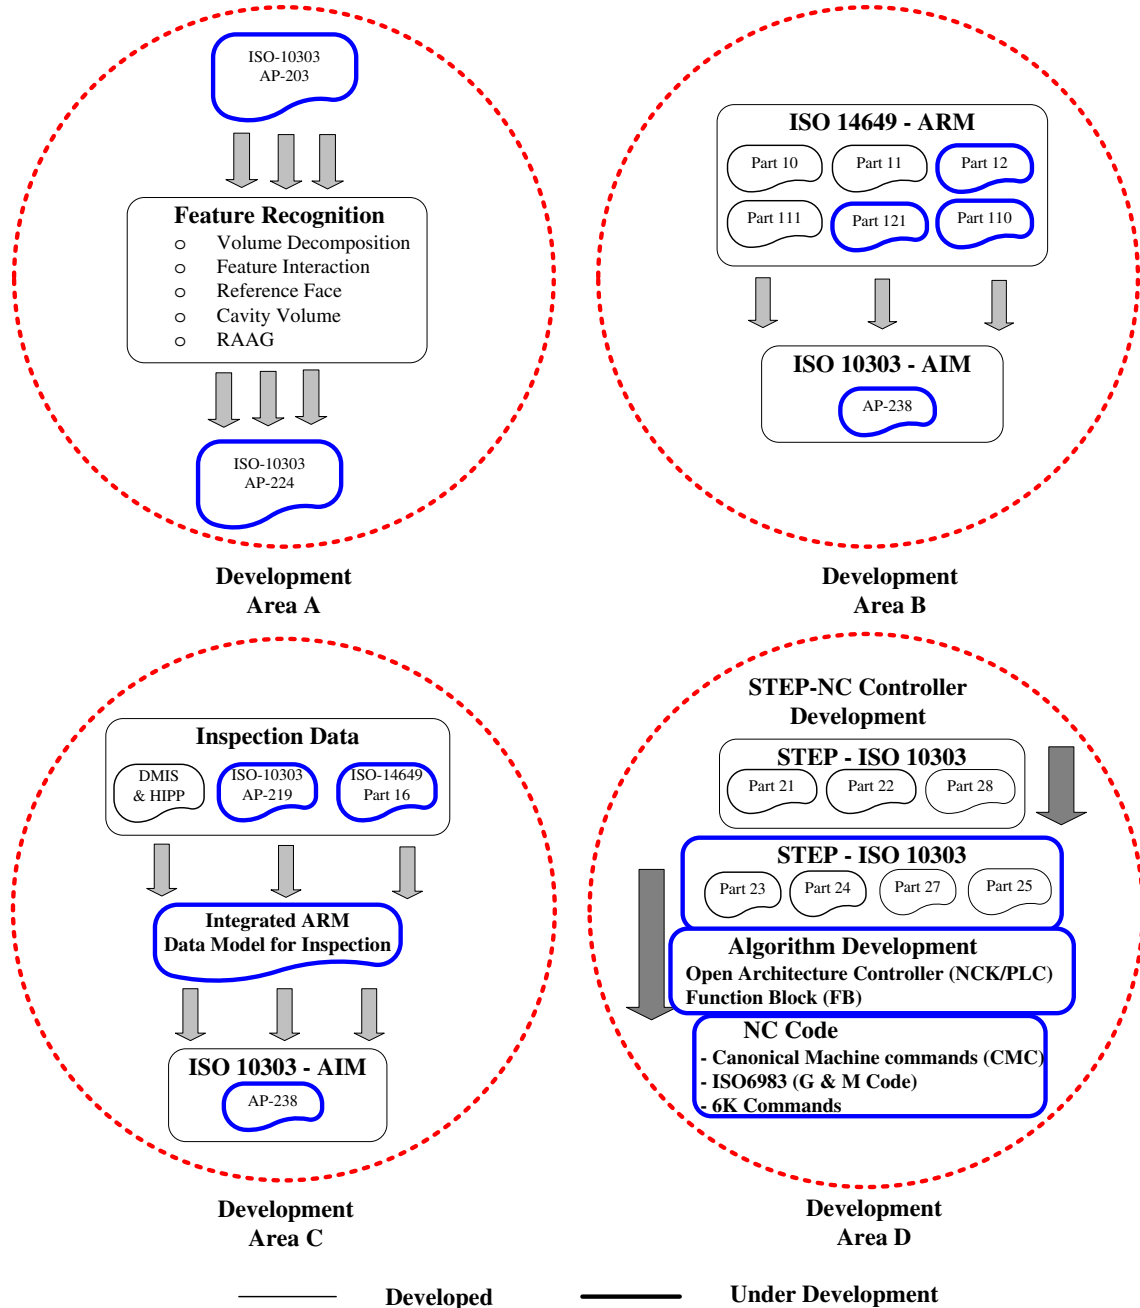 ISO-10303
AP-203
Feature Recognition
o Volume Decomposition
o Feature Interaction
o Reference Face
o Cavity Volume
o RAAG
ISO-10303
AP-224
Development
Area A
ISO 14649 - ARM
Part 10 Part 11 Part 12
Part 111 Part 121 Part 110
ISO 10303 - AIM
AP-238
Development
Area B
Inspection Data
DMIS
& HIPP
ISO-10303
AP-219
ISO-14649
Part 16
Integrated ARM
Data Model for Inspection
ISO 10303 - AIM
AP-238
Development
Area C
STEP-NC Controller
Development
STEP - ISO 10303
Part 21 Part 22 Part 28
STEP - ISO 10303
Part 23 Part 24 Part 27 Part 25
Algorithm Development
Open Architecture Controller (NCK/PLC)
Function Block (FB)
NC Code
- Canonical Machine commands (CMC)
- ISO6983 (G & M Code)
- 6K Commands
Development
Area D
Developed
Under Development